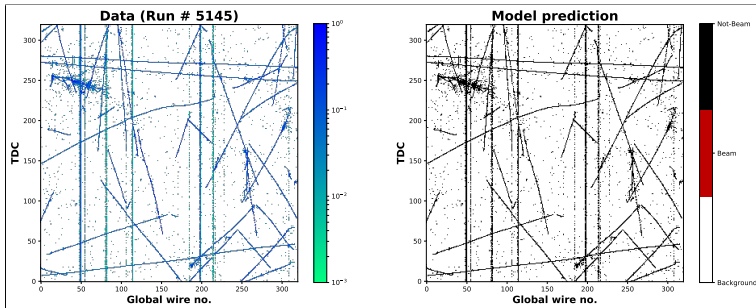 Data (Run # 5145)
Model prediction
300
250
200
150
100
50
0
TDC
0 50 100 150 200 250 300
Global wire no.
10⁰
10⁻¹
10⁻²
10⁻³
300
250
200
150
100
50
0
TDC
0 50 100 150 200 250 300
Global wire no.
Not-Beam
Beam
Background